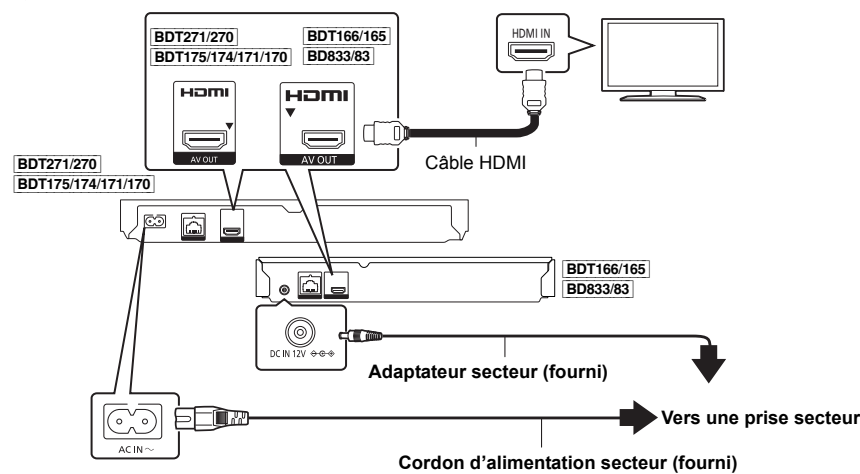 BDT271/270
BDT175/174/171/170
BDT166/165
BD833/83
HDMI
AV OUT
HDMI
AV OUT
HDMI IN
Câble HDMI
BDT271/270
BDT175/174/171/170
BDT166/165
BD833/83
DC IN 12V
Adaptateur secteur (fourni)
AC IN ~
Vers une prise secteur
Cordon d’alimentation secteur (fourni)